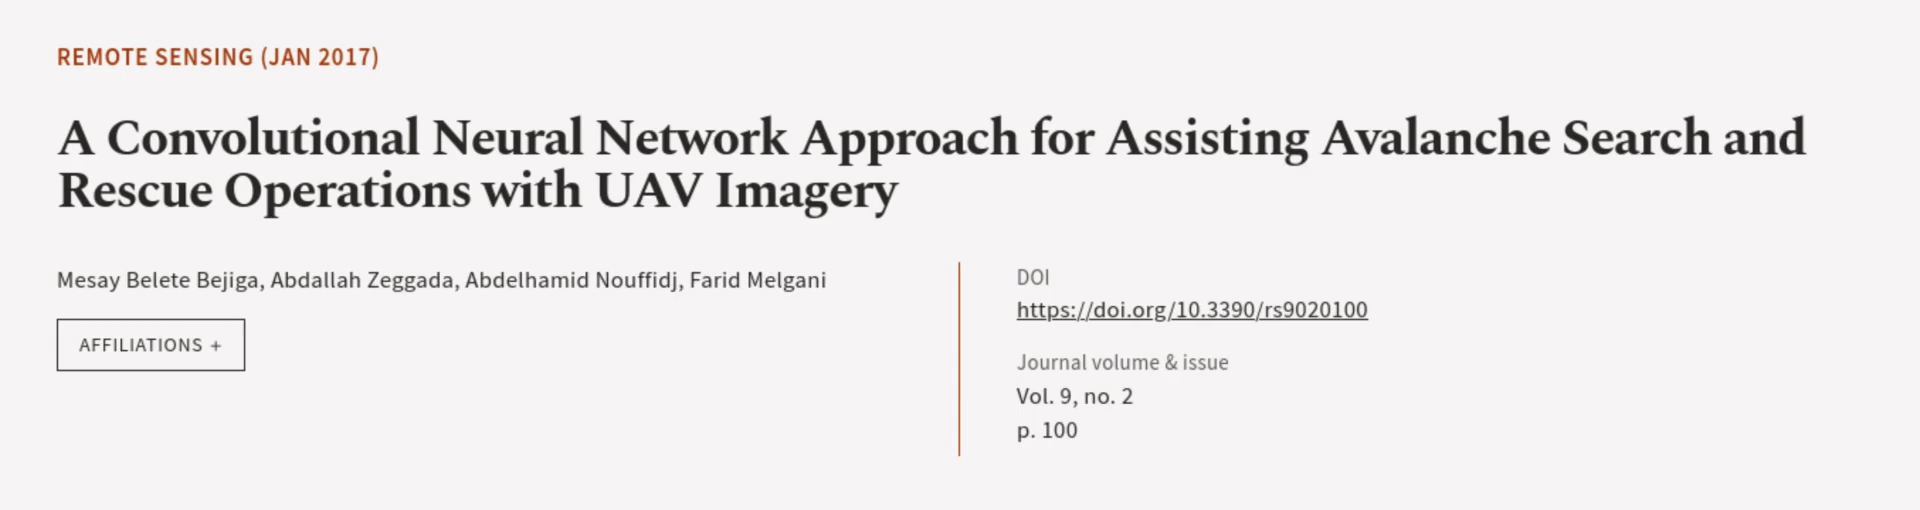 REMOTE SENSING (JAN 2017)
A Convolutional Neural Network Approach for Assisting Avalanche Search and
Rescue Operations with UAV Imagery
Mesay Belete Bejiga, Abdallah Zeggada, Abdelhamid Nouffidj, Farid Melgani
AFFILIATIONS +
DOI
https://doi.org/10.3390/rs9020100
Journal volume & issue
Vol. 9, no. 2
p. 100